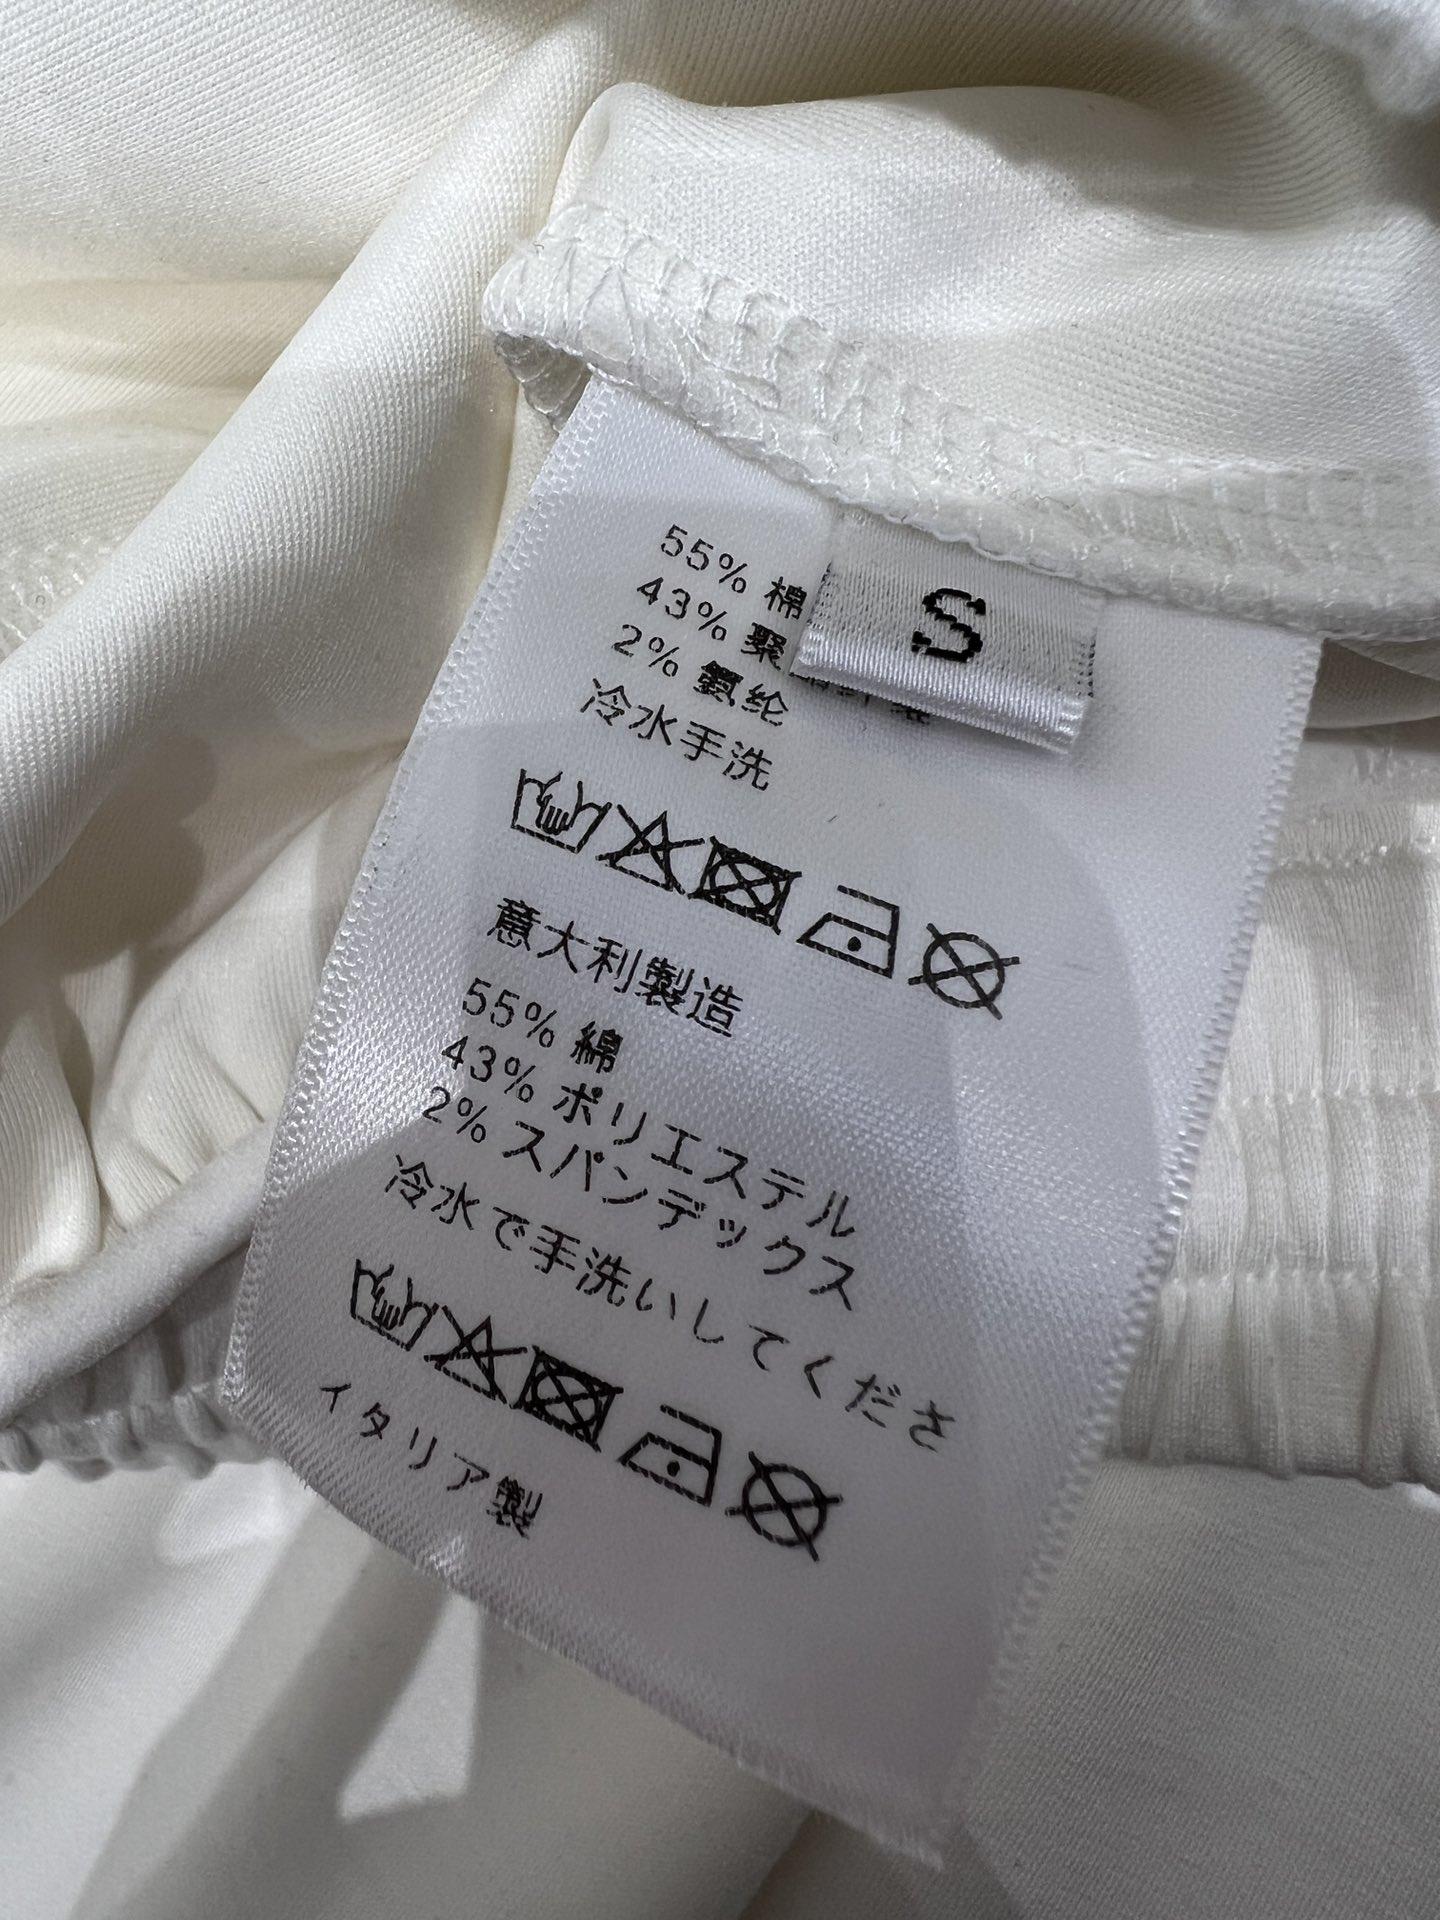 S
55% 棉
43% 聚
2% 氨纶
冷水手洗
意大利製造
55% 綿
43% ポリエステル
2% スパンデックス
冷水で手洗いしてくださ
イタリア製